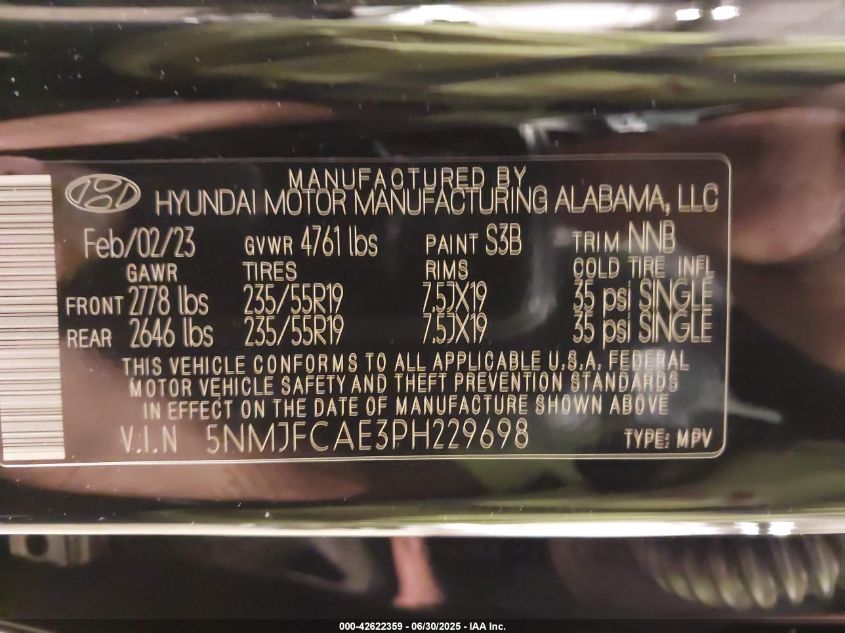 MANUFACTURED BY
HYUNDAI MOTOR MANUFACTURING ALABAMA, LLC
Feb/02/23 GVWR 4761 lbs PAINT S3B TRIM NNB
GAWR TIRES RIMS COLD TIRE INFL
FRONT 2778 lbs 235/55R19 7.5JX19 35 psi SINGLE
REAR 2646 lbs 235/55R19 7.5JX19 35 psi SINGLE
THIS VEHICLE CONFORMS TO ALL APPLICABLE U.S.A. FEDERAL
MOTOR VEHICLE SAFETY AND THEFT PREVENTION STANDARDS
IN EFFECT ON THE DATE OF MANUFACTURE SHOWN ABOVE
V.I.N 5NMJFCAE3PH229698 TYPE: MPV
000-42622359 - 06/30/2025 - IAA Inc.